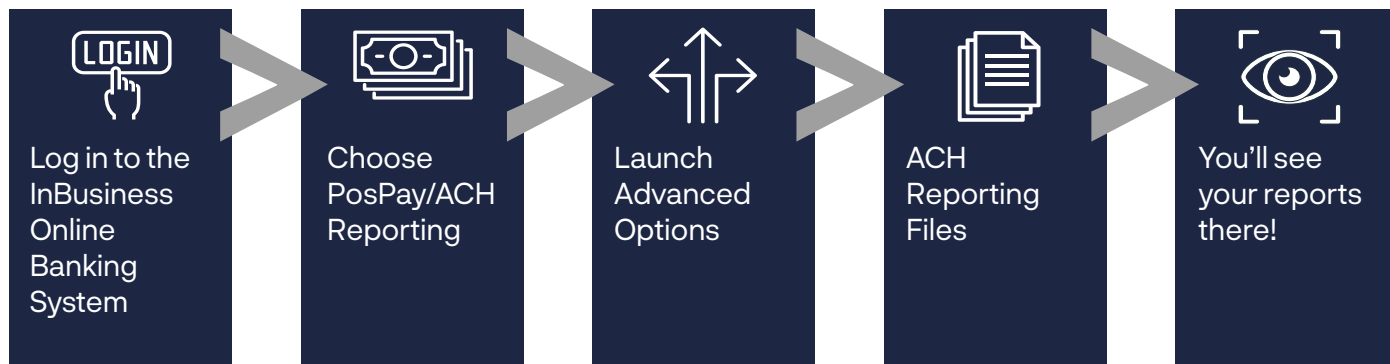 LOGIN
Log in to the
InBusiness
Online
Banking
System
Choose
PosPay/ACH
Reporting
Launch
Advanced
Options
ACH
Reporting
Files
You’ll see
your reports
there!